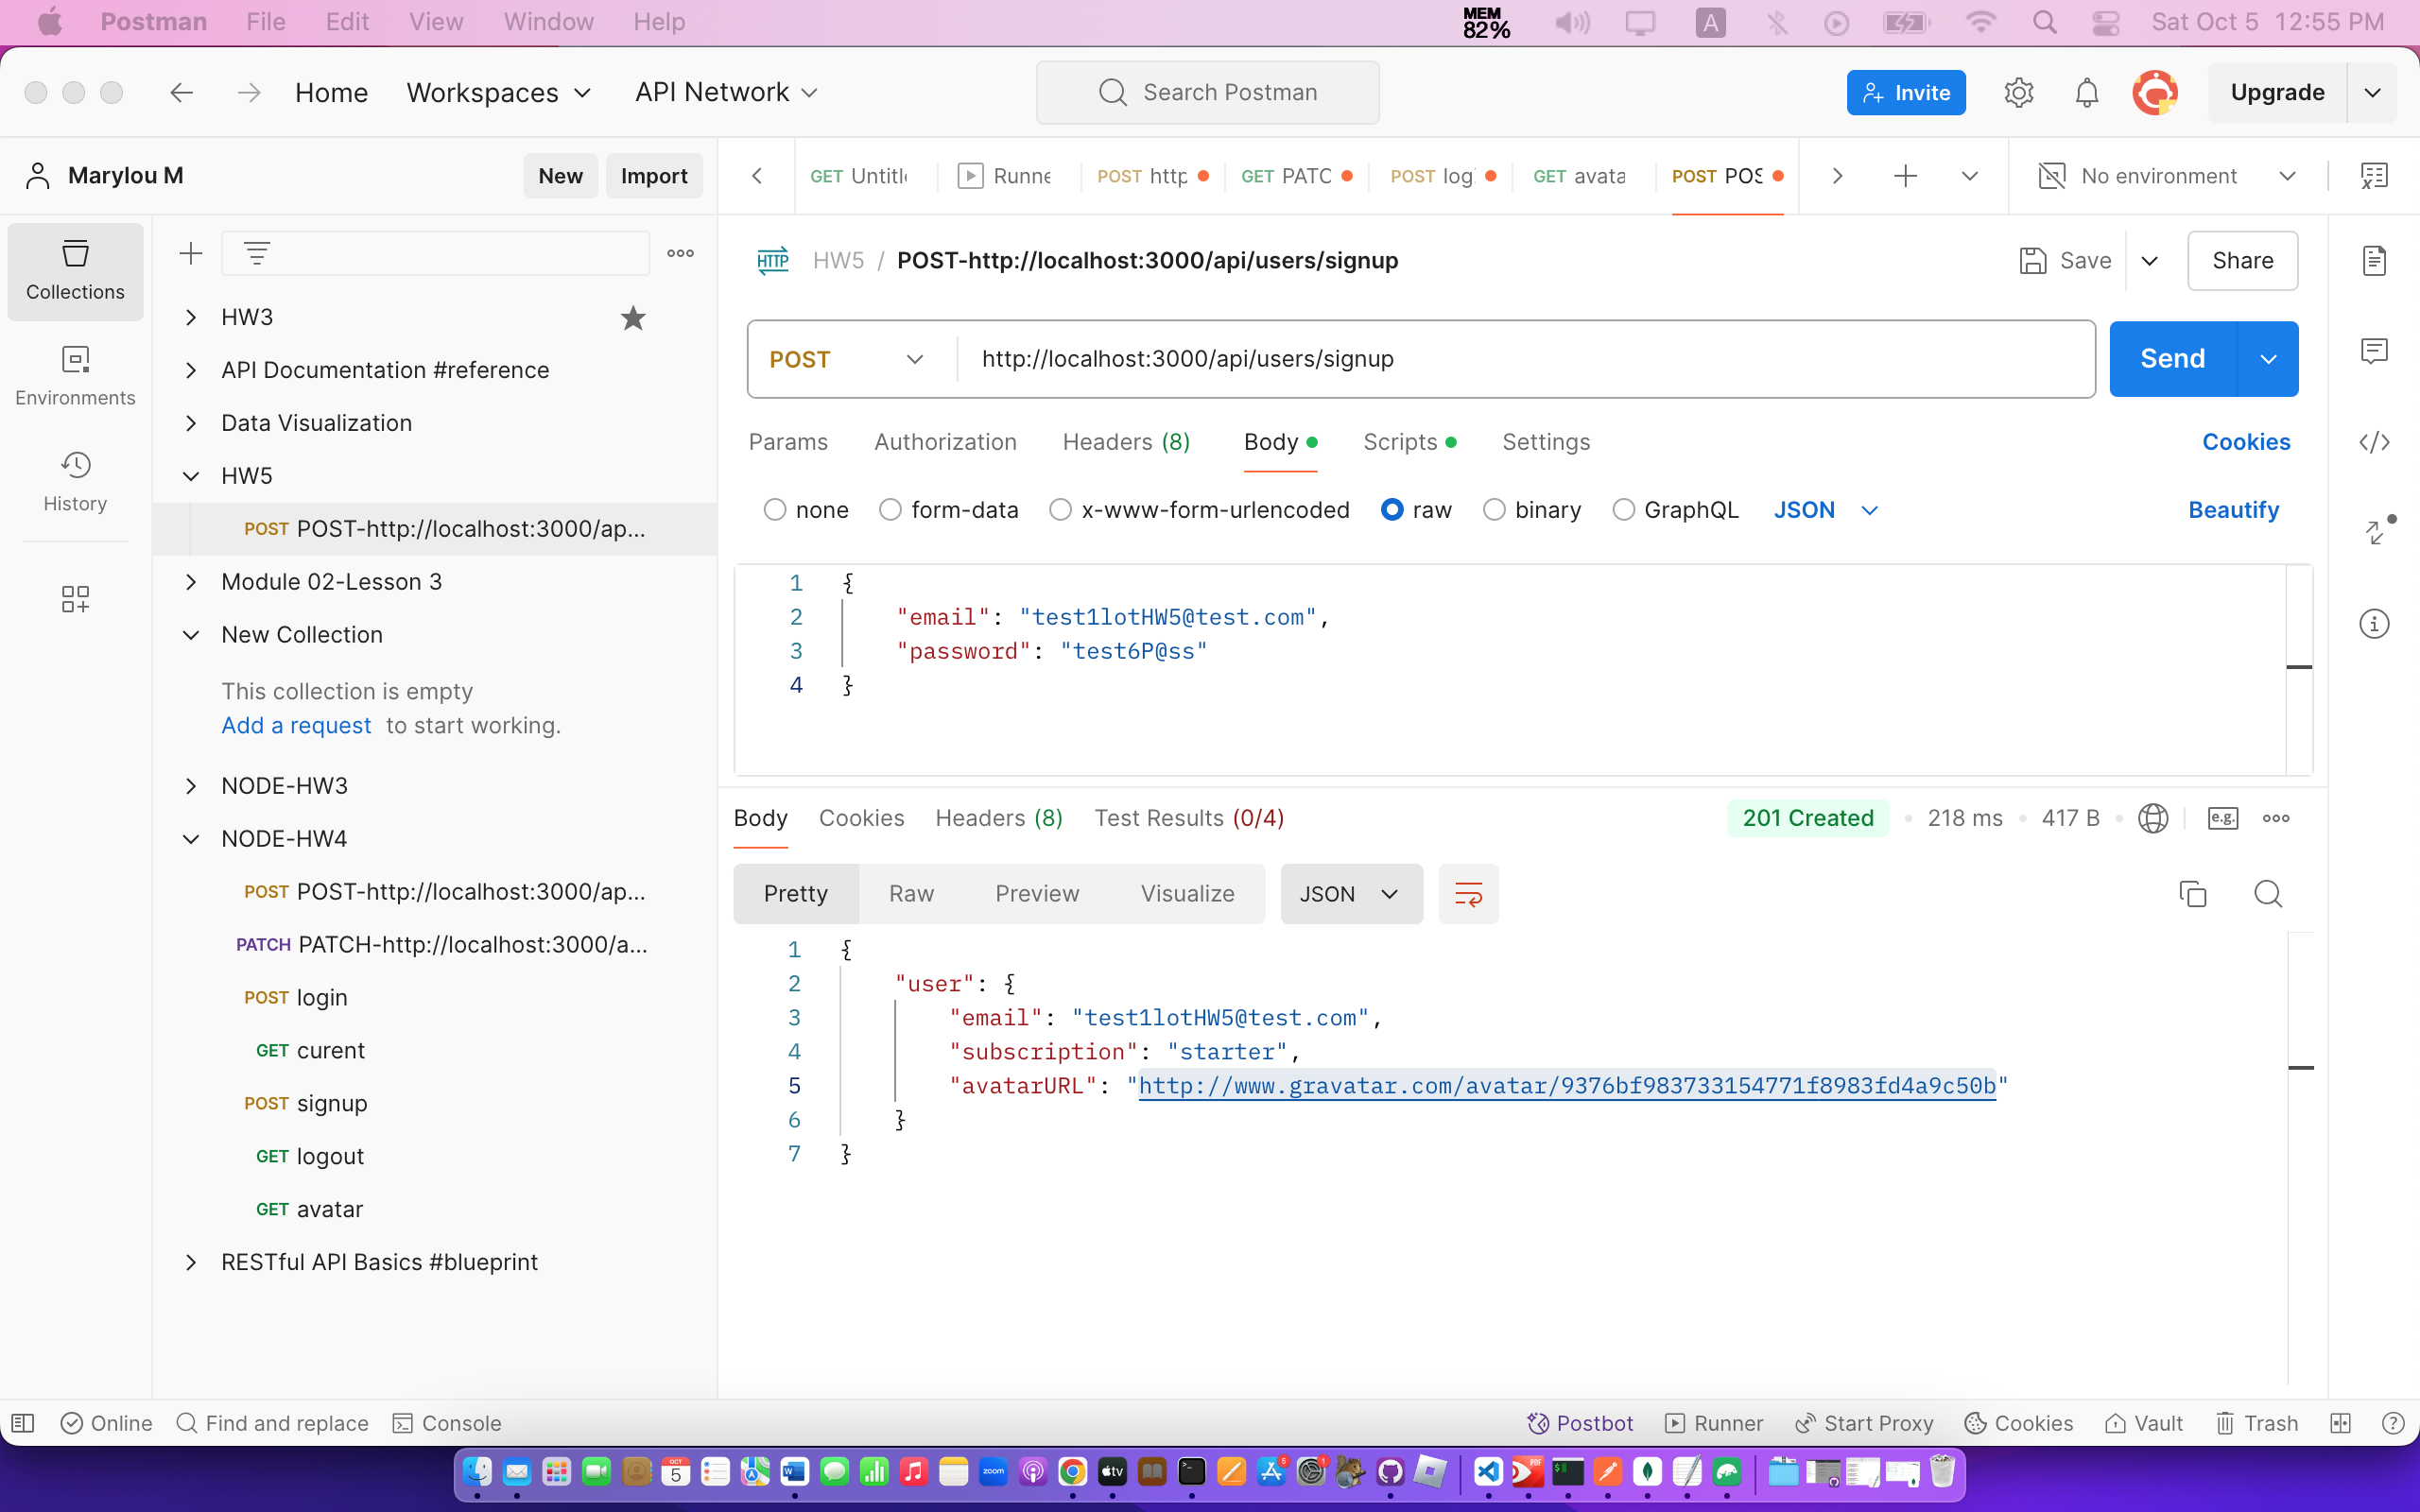 Postman File Edit View Window Help MEM 82% A Sat Oct 5 12:55 PM
Home Workspaces API Network Search Postman Invite Upgrade
Marylou M New Import GET Untitl Runne POST http GET PATC POST log GET avata POST POS No environment
Collections
Environments
History
HW3
API Documentation #reference
Data Visualization
HW5
POST POST-http://localhost:3000/ap...
Module 02-Lesson 3
New Collection
This collection is empty
Add a request to start working.
NODE-HW3
NODE-HW4
POST POST-http://localhost:3000/ap...
PATCH PATCH-http://localhost:3000/a...
POST login
GET curent
POST signup
GET logout
GET avatar
RESTful API Basics #blueprint
HTTP HW5 / POST-http://localhost:3000/api/users/signup Save Share
POST http://localhost:3000/api/users/signup Send
Params Authorization Headers (8) Body Scripts Settings Cookies
none form-data x-www-form-urlencoded raw binary GraphQL JSON Beautify
1 {
2 "email": "test1lotHW5@test.com",
3 "password": "test6P@ss"
4 }
Body Cookies Headers (8) Test Results (0/4) 201 Created 218 ms 417 B e.g.
Pretty Raw Preview Visualize JSON
1 {
2 "user": {
3 "email": "test1lotHW5@test.com",
4 "subscription": "starter",
5 "avatarURL": "http://www.gravatar.com/avatar/9376bf983733154771f8983fd4a9c50b"
6 }
7 }
Online Find and replace Console Postbot Runner Start Proxy Cookies Vault Trash
OCT 5 zoom tv